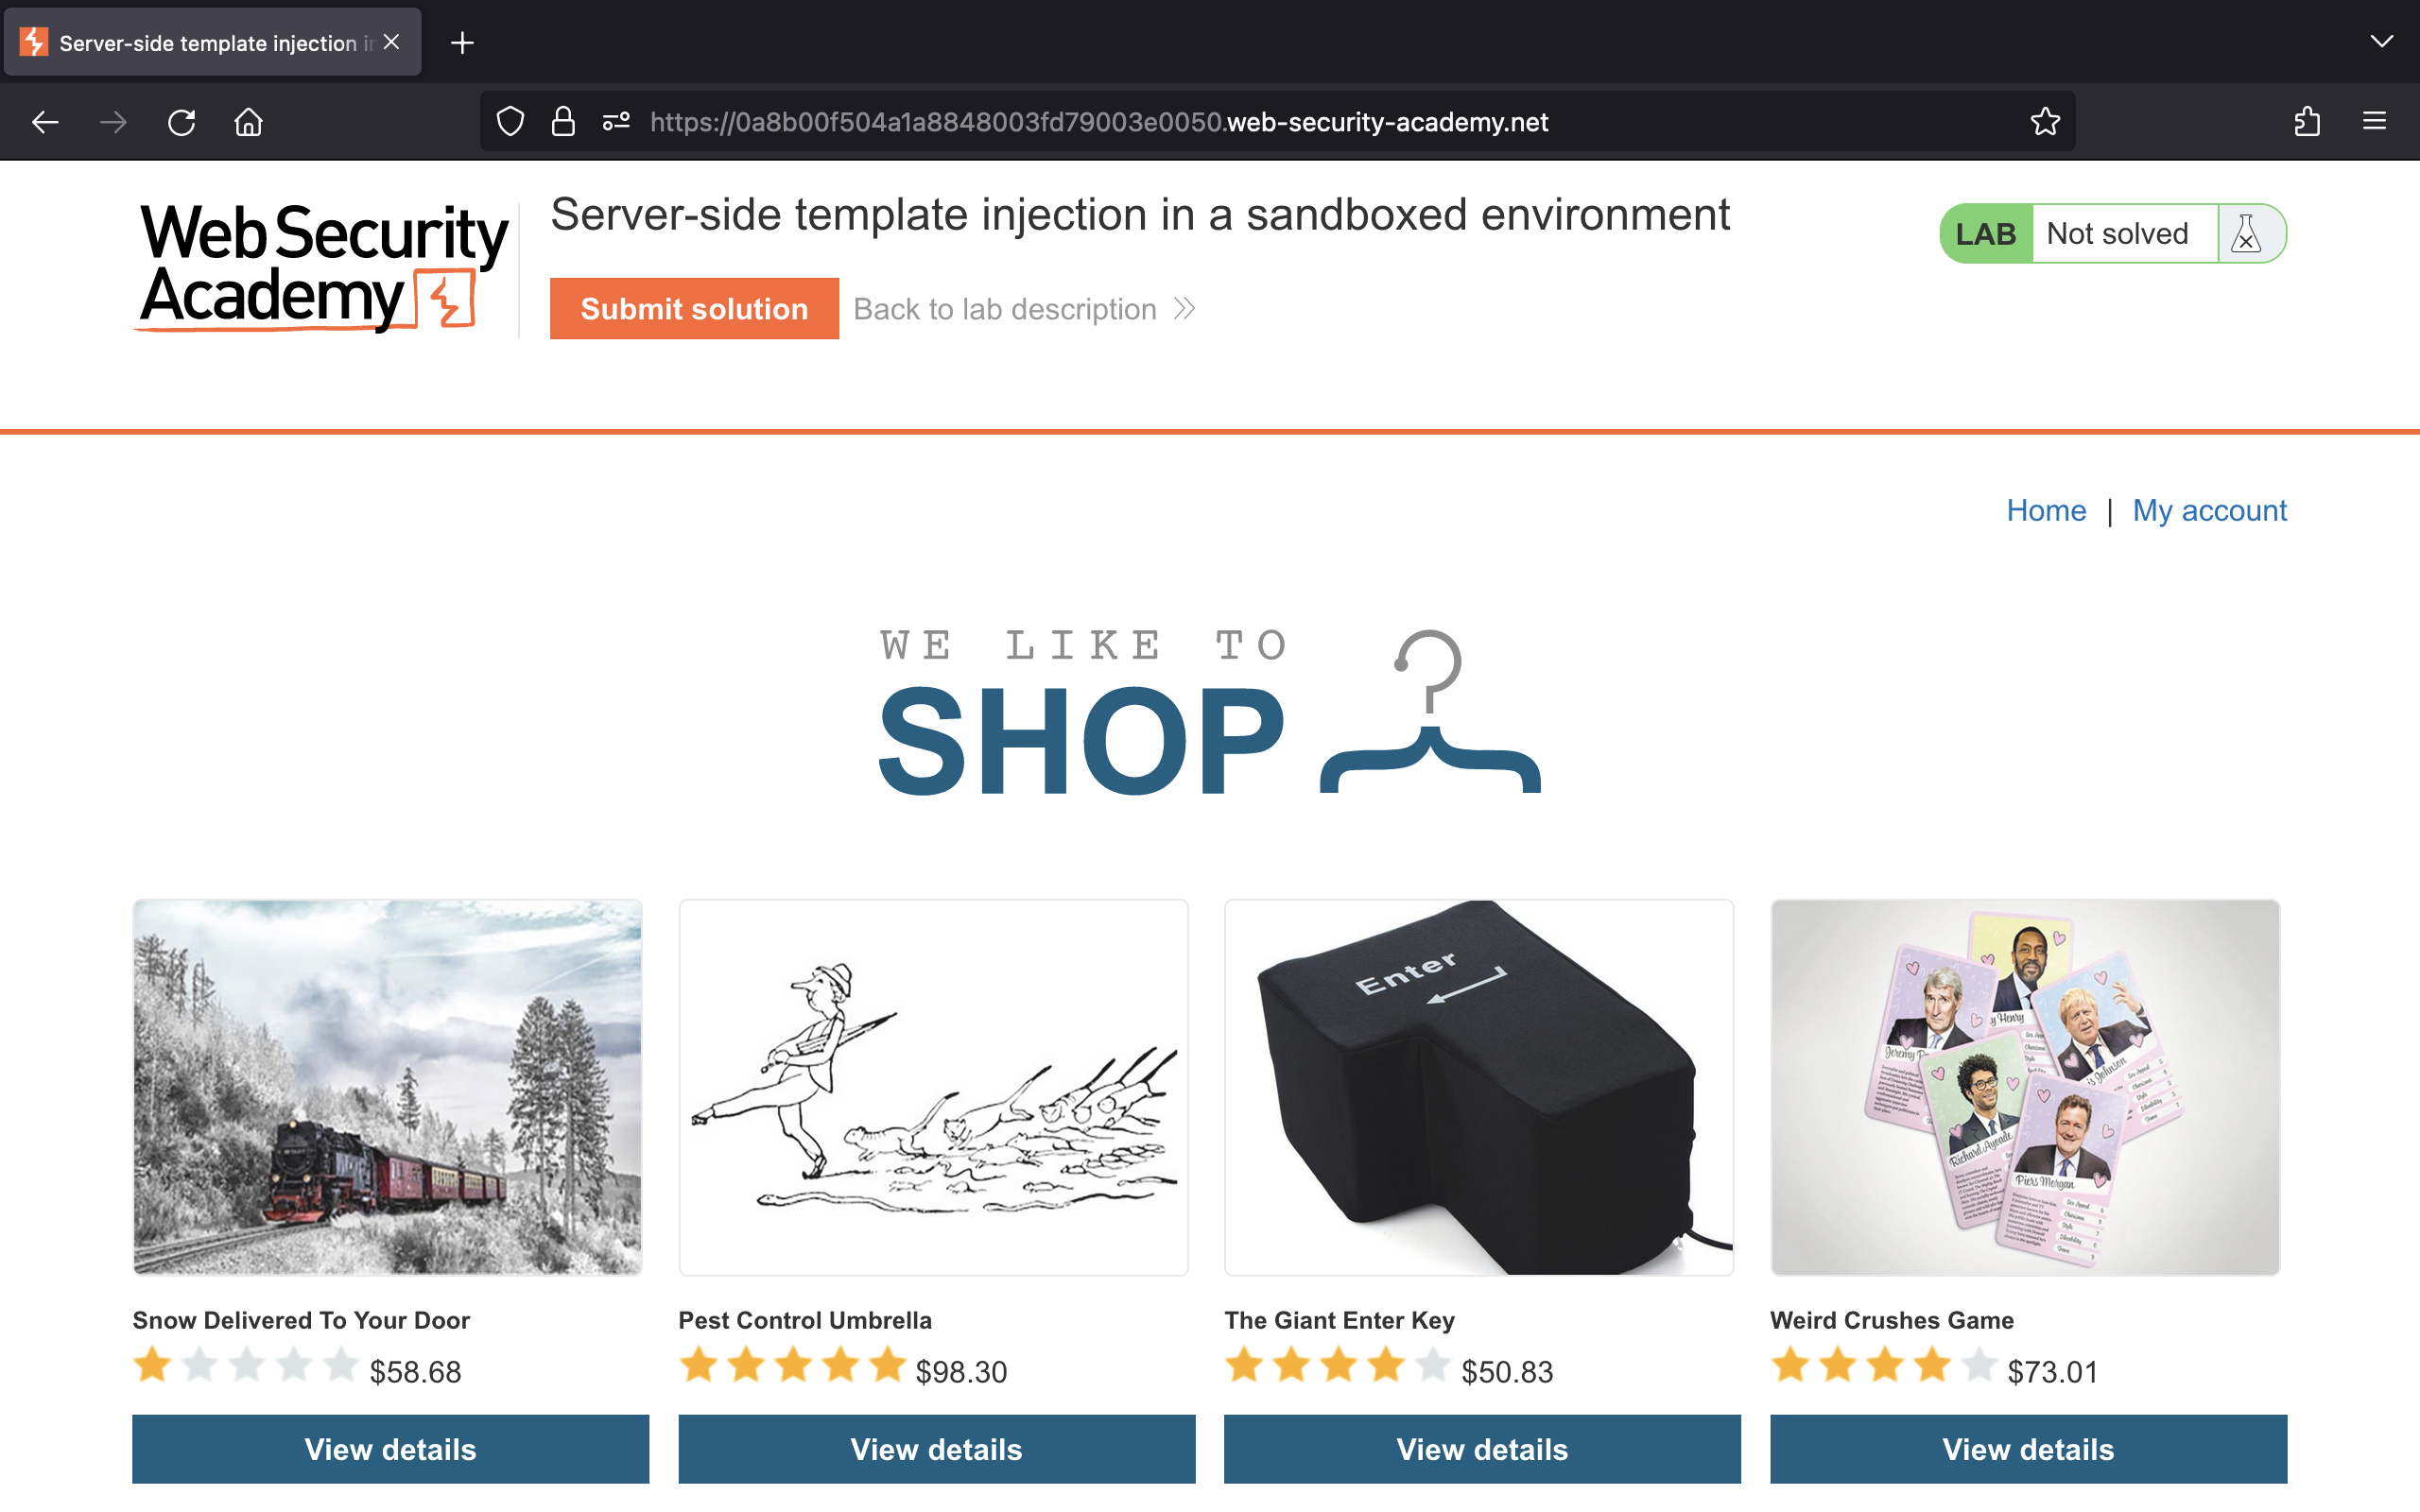 Server-side template injection in
https://0a8b00f504a1a8848003fd79003e0050.web-security-academy.net
Web Security
Academy
Server-side template injection in a sandboxed environment
LAB Not solved
Submit solution
Back to lab description
Home | My account
WE LIKE TO
SHOP
Enter
y Henry
Jeremy P
is Johnson
Richard Ayoade
Piers Morgan
Snow Delivered To Your Door
$58.68
View details
Pest Control Umbrella
$98.30
View details
The Giant Enter Key
$50.83
View details
Weird Crushes Game
$73.01
View details